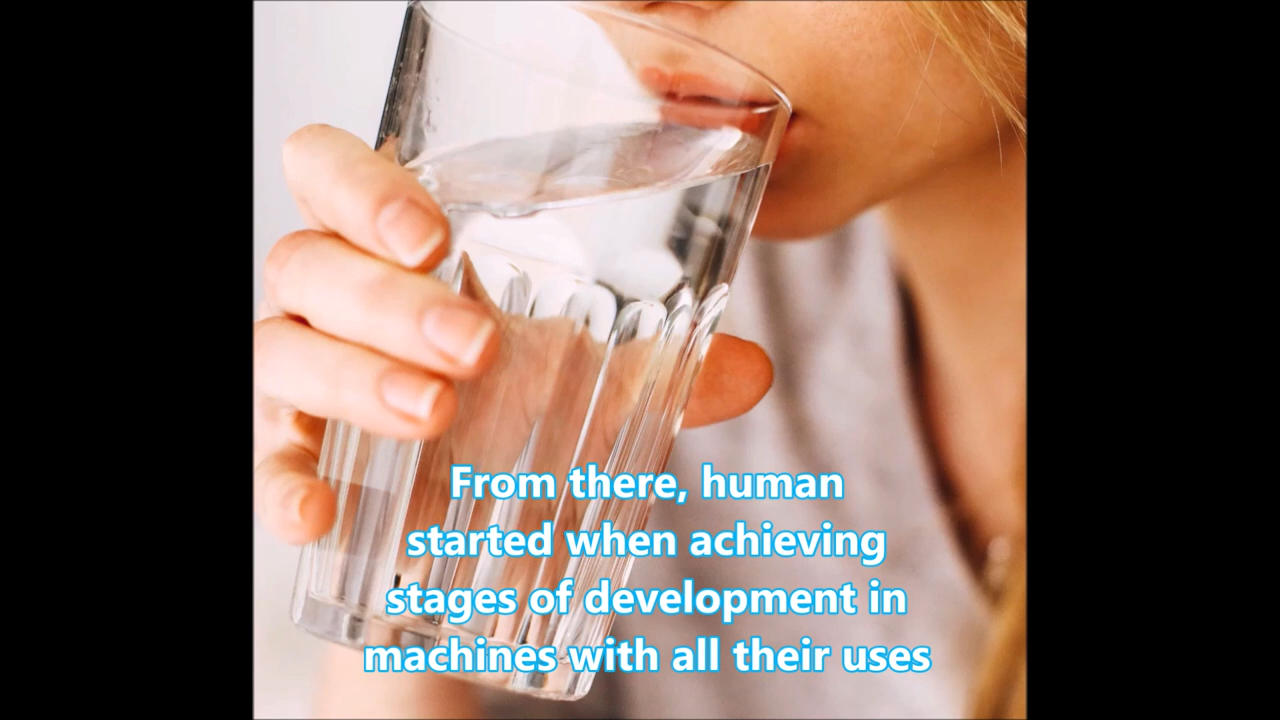 From there, human
started when achieving
stages of development in
machines with all their uses